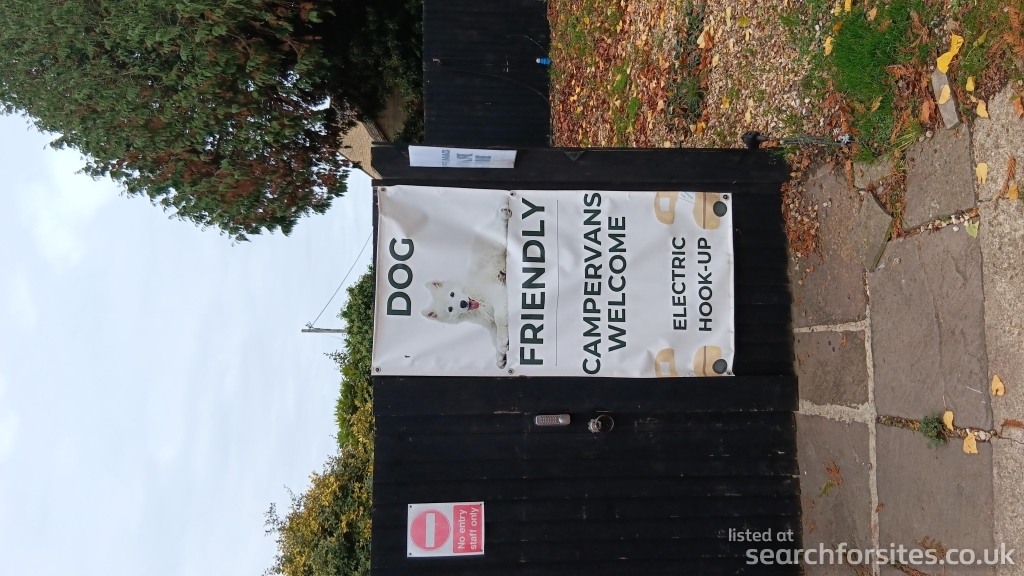 DOG
FRIENDLY
CAMPERVANS
WELCOME
ELECTRIC
HOOK-UP
No entry
staff only
listed at
searchforsites.co.uk